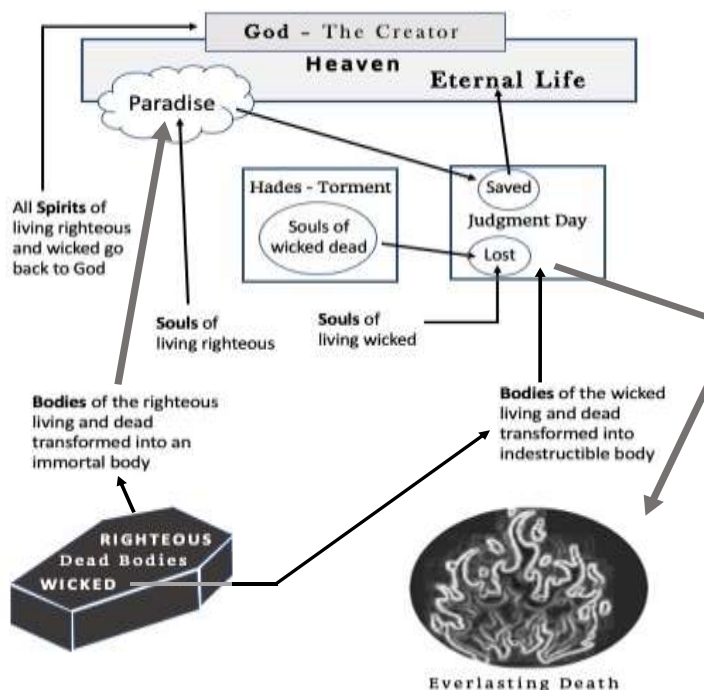 God – The Creator
Heaven
Eternal Life
Paradise
Hades - Torment
Souls of
wicked dead
Saved
Judgment Day
Lost
All Spirits of
living righteous
and wicked go
back to God
Souls of
living righteous
Souls of
living wicked
Bodies of the righteous
living and dead
transformed into an
immortal body
Bodies of the wicked
living and dead
transformed into
indestructible body
RIGHTEOUS
Dead Bodies
WICKED
Everlasting Death